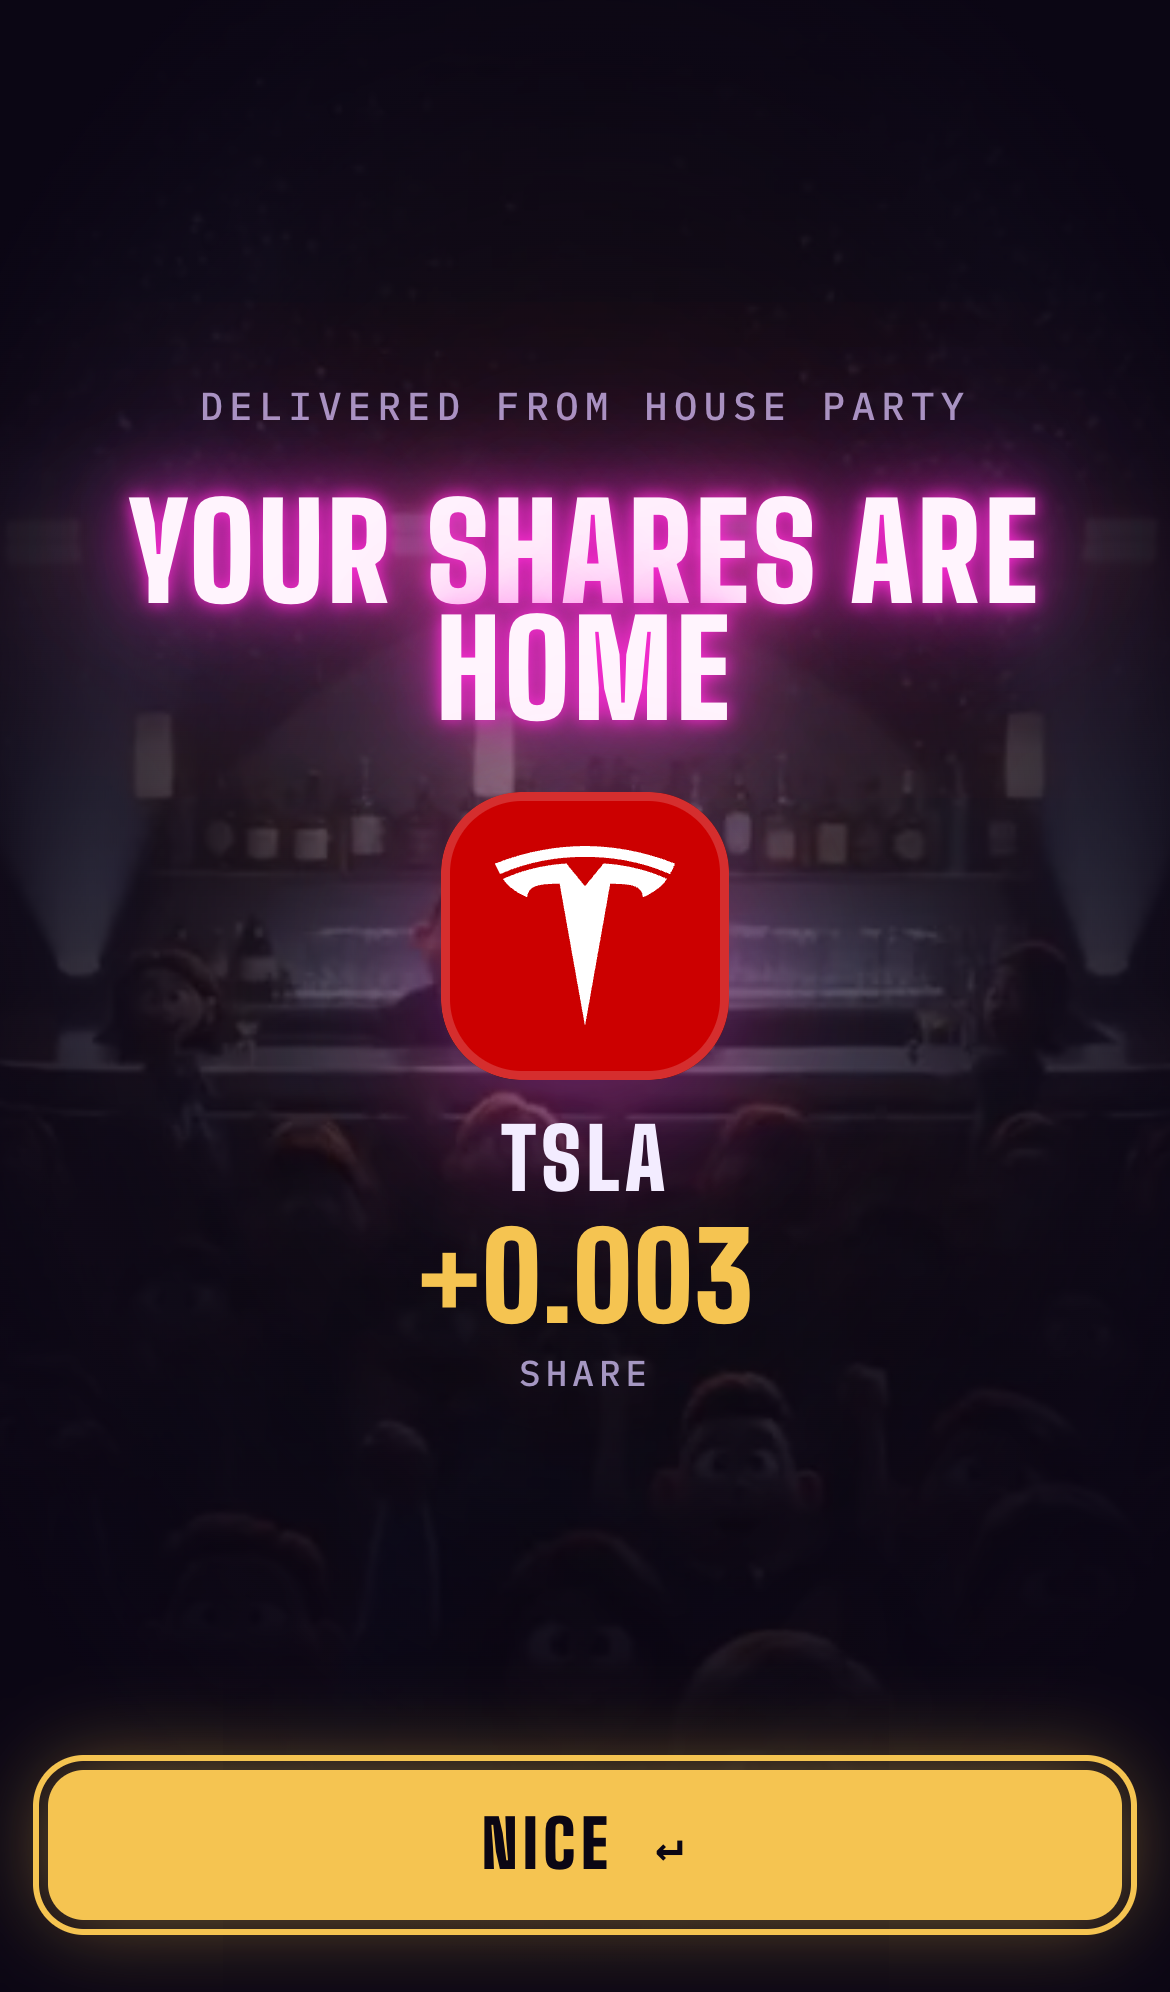 DELIVERED FROM HOUSE PARTY
YOUR SHARES ARE
HOME
TSLA
+0.003
SHARE
NICE ↵